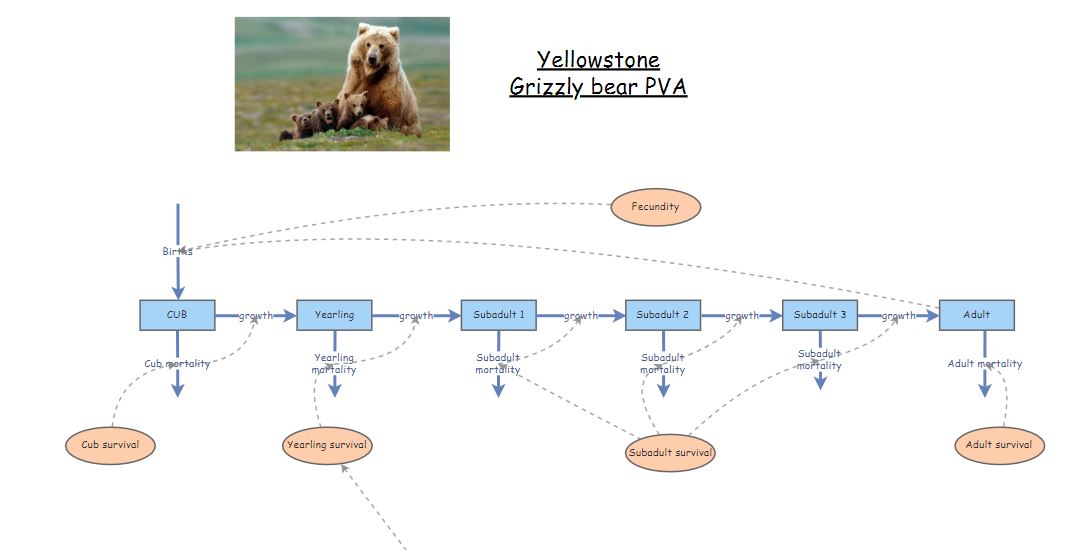 Yellowstone
Grizzly bear PVA
Fecundity
Births
CUB
growth
Yearling
growth
Subadult 1
growth
Subadult 2
growth
Subadult 3
growth
Adult
Cub mortality
Yearling
mortality
Subadult
mortality
Subadult
mortality
Subadult
mortality
Adult mortality
Cub survival
Yearling survival
Subadult survival
Adult survival